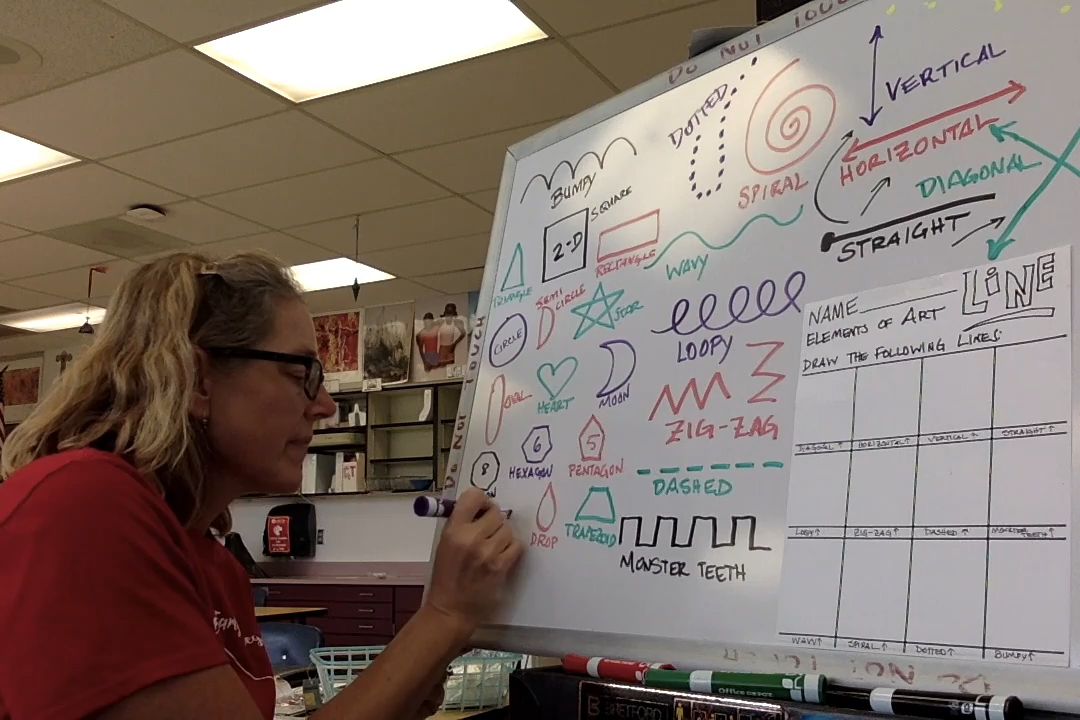 DO NOT TOUCH
DOTTED
VERTICAL
BUMPY
SQUARE
2-D
SPIRAL
HORIZONTAL
DIAGONAL
STRAIGHT
RECTANGLE
WAVY
TRIANGLE
SEMI
CIRCLE
STAR
CIRCLE
LOOPY
HEART
MOON
OVAL
ZIG-ZAG
6
5
HEXAGON
PENTAGON
8
DASHED
DROP
TRAPEZOID
MONSTER TEETH
NAME
LINE
ELEMENTS OF ART
DRAW THE FOLLOWING LINES
DIAGONAL↑ HORIZONTAL↑ VERTICAL↑ STRAIGHT↑
LOOPY↑ ZIG-ZAG↑ DASHED↑ MONSTER TEETH↑
WAVY↑ SPIRAL↑ DOTTED↑ BUMPY↑
Office DEPOT